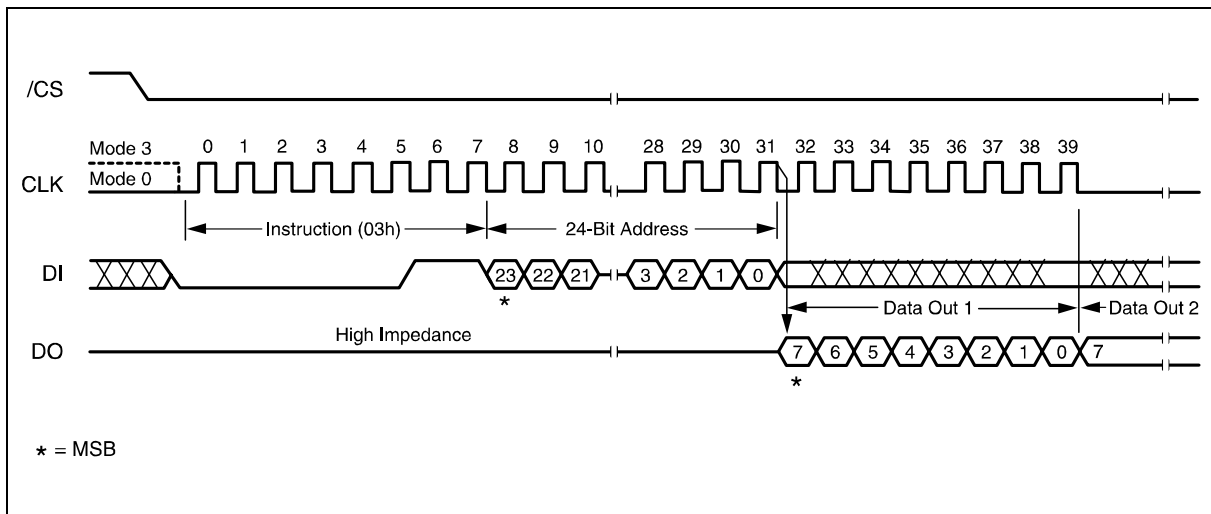 /CS
Mode 3
0 1 2 3 4 5 6 7 8 9 10 28 29 30 31 32 33 34 35 36 37 38 39
CLK
Mode 0
Instruction (03h)
24-Bit Address
DI
23 22 21 3 2 1 0
*
Data Out 1
Data Out 2
High Impedance
DO
7 6 5 4 3 2 1 0 7
*
* = MSB